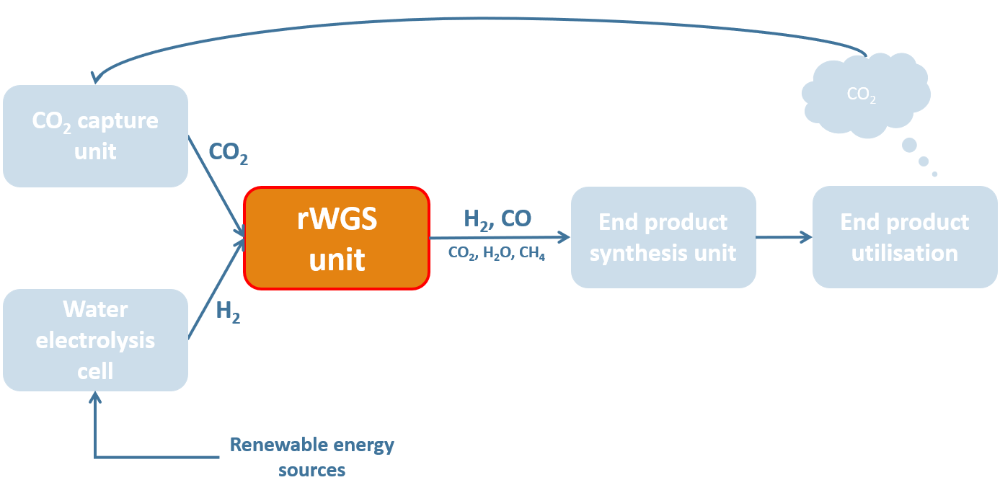 CO₂
CO₂ capture
unit
CO₂
rWGS
unit
H₂, CO
CO₂, H₂O, CH₄
End product
synthesis unit
End product
utilisation
H₂
Water
electrolysis
cell
Renewable energy
sources